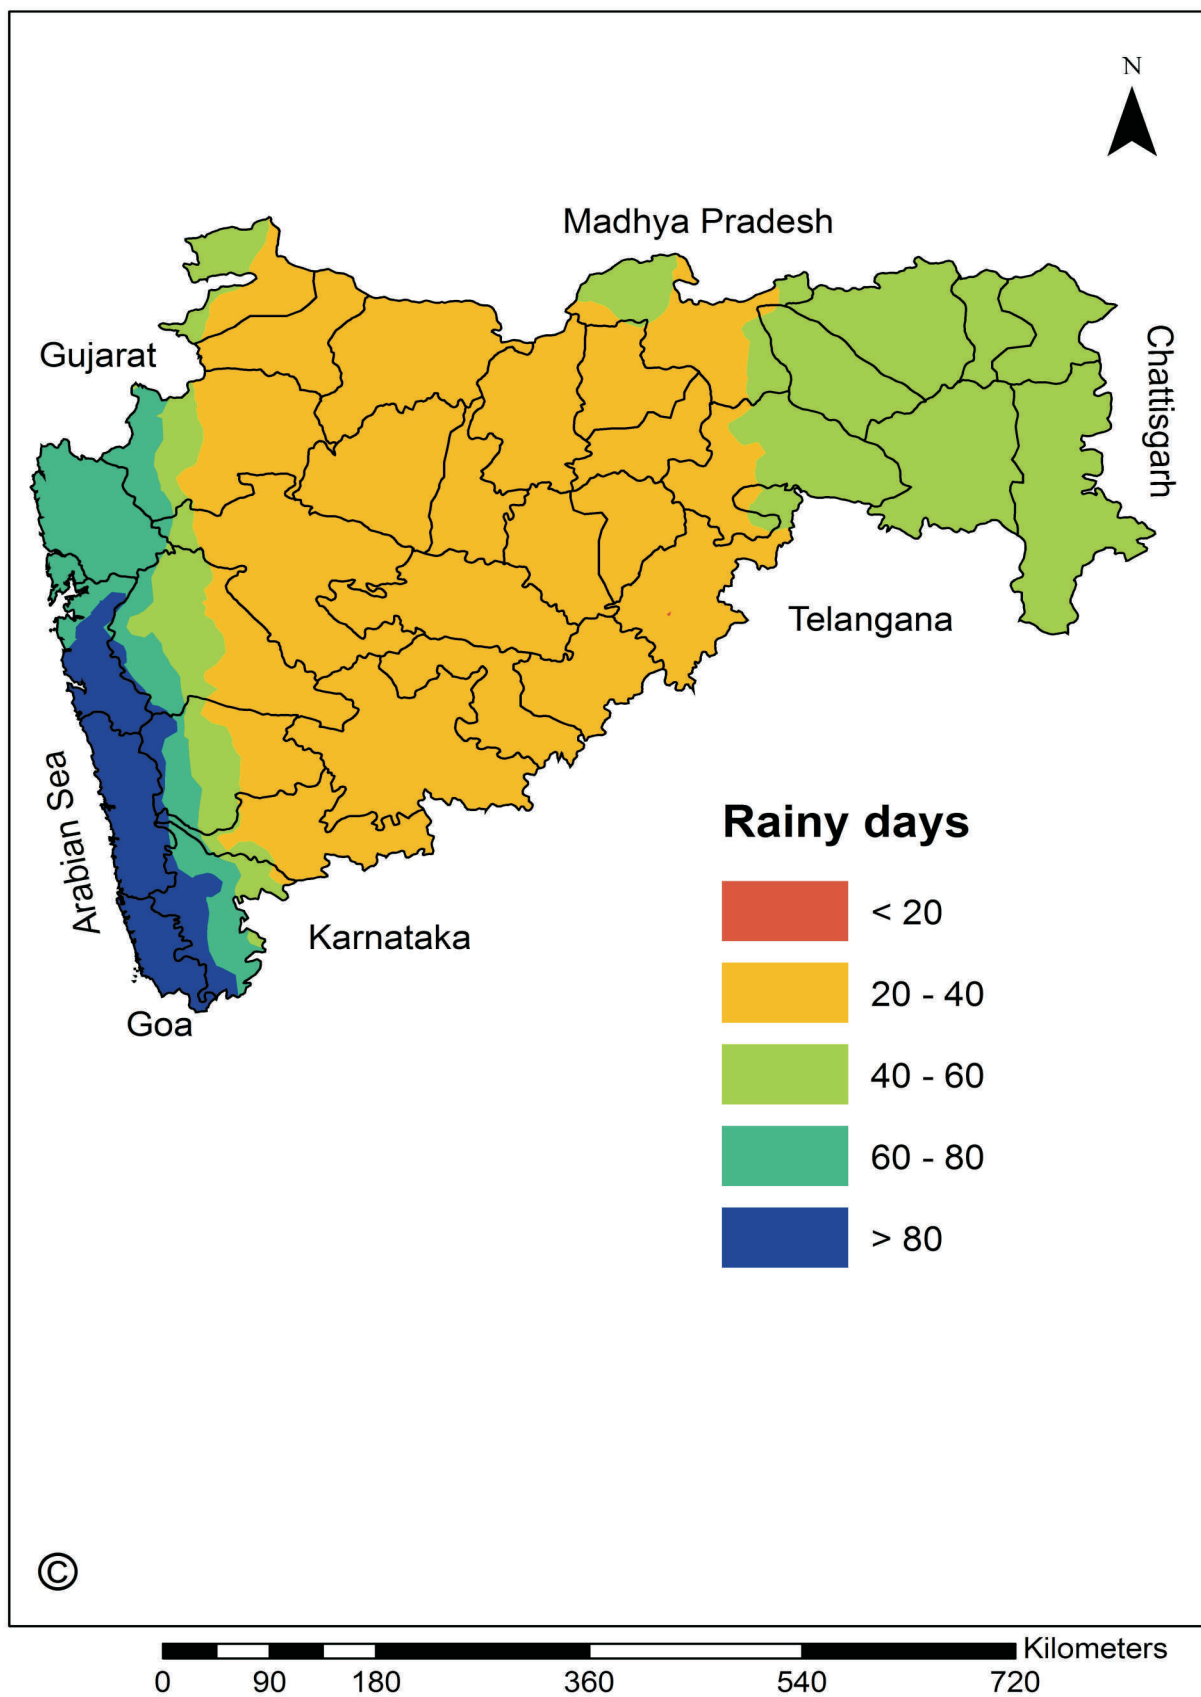 N
Madhya Pradesh
Gujarat
Chattisgarh
Telangana
Arabian Sea
Karnataka
Goa
Rainy days
< 20
20 - 40
40 - 60
60 - 80
> 80
©
Kilometers
0 90 180 360 540 720